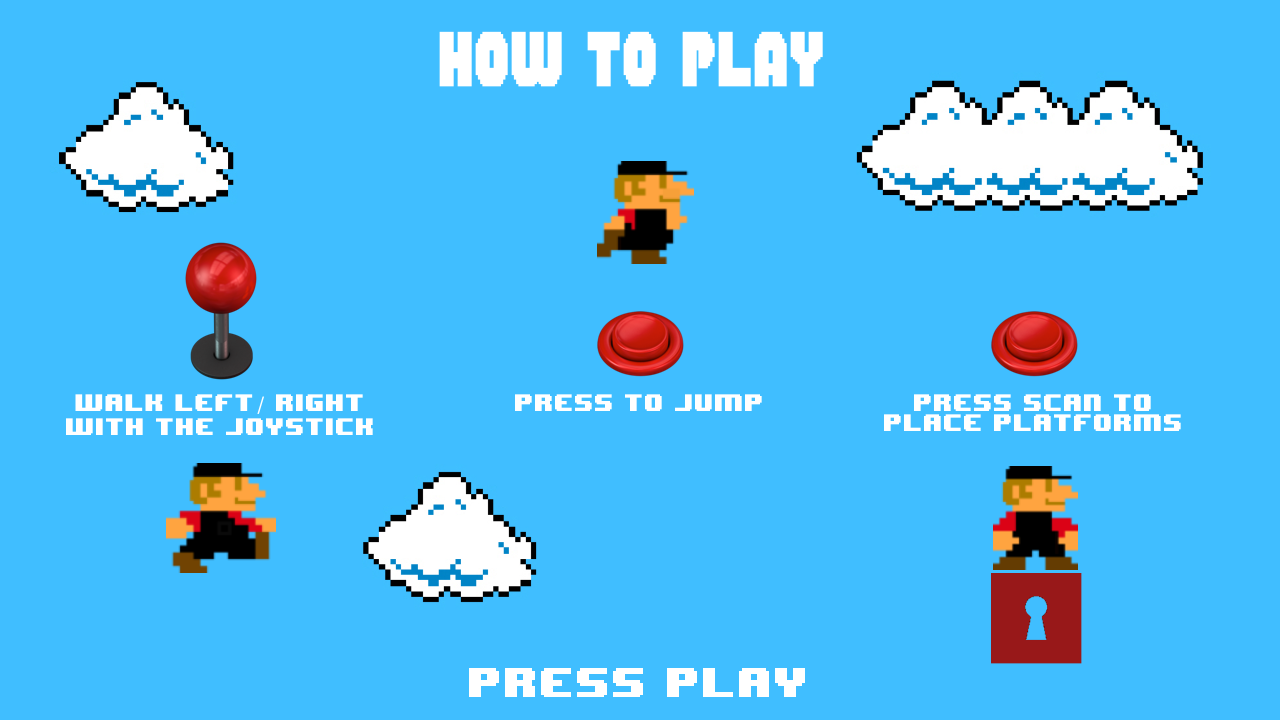 HOW TO PLAY
WALK LEFT/ RIGHT
WITH THE JOYSTICK
PRESS TO JUMP
PRESS SCAN TO
PLACE PLATFORMS
PRESS PLAY